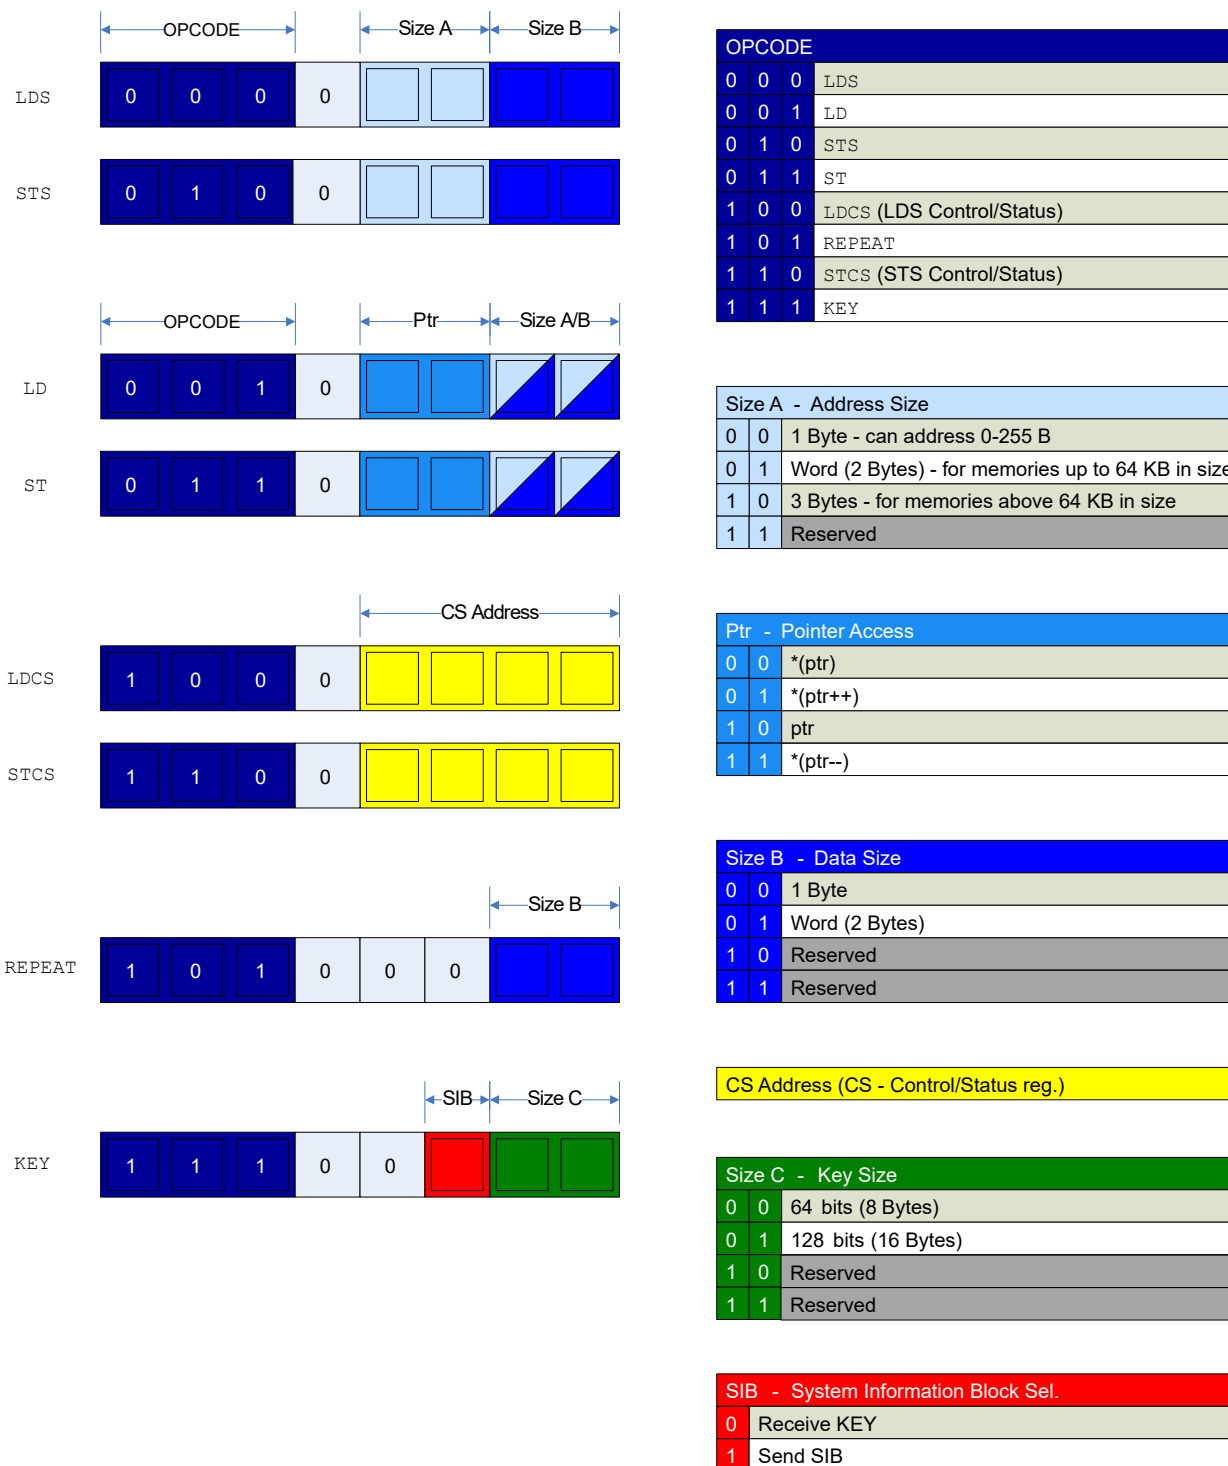 OPCODE Size A Size B
LDS 0 0 0 0
STS 0 1 0 0
OPCODE Ptr Size A/B
LD 0 0 1 0
ST 0 1 1 0
CS Address
LDCS 1 0 0 0
STCS 1 1 0 0
Size B
REPEAT 1 0 1 0 0 0
SIB Size C
KEY 1 1 1 0 0
OPCODE
0 0 0 LDS
0 0 1 LD
0 1 0 STS
0 1 1 ST
1 0 0 LDCS (LDS Control/Status)
1 0 1 REPEAT
1 1 0 STCS (STS Control/Status)
1 1 1 KEY
Size A - Address Size
0 0 1 Byte - can address 0-255 B
0 1 Word (2 Bytes) - for memories up to 64 KB in size
1 0 3 Bytes - for memories above 64 KB in size
1 1 Reserved
Ptr - Pointer Access
0 0 *(ptr)
0 1 *(ptr++)
1 0 ptr
1 1 *(ptr--)
Size B - Data Size
0 0 1 Byte
0 1 Word (2 Bytes)
1 0 Reserved
1 1 Reserved
CS Address (CS - Control/Status reg.)
Size C - Key Size
0 0 64 bits (8 Bytes)
0 1 128 bits (16 Bytes)
1 0 Reserved
1 1 Reserved
SIB - System Information Block Sel.
0 Receive KEY
1 Send SIB